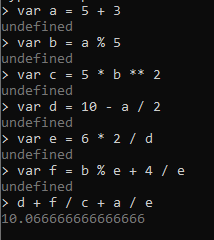 > var a = 5 + 3
undefined
> var b = a % 5
undefined
> var c = 5 * b ** 2
undefined
> var d = 10 - a / 2
undefined
> var e = 6 * 2 / d
undefined
> var f = b % e + 4 / e
undefined
> d + f / c + a / e
10.066666666666666